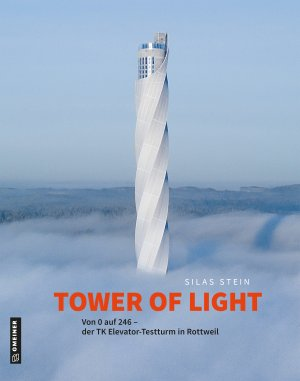 SILAS STEIN
TOWER OF LIGHT
Von 0 auf 246 –
der TK Elevator-Testturm in Rottweil
GMEINER